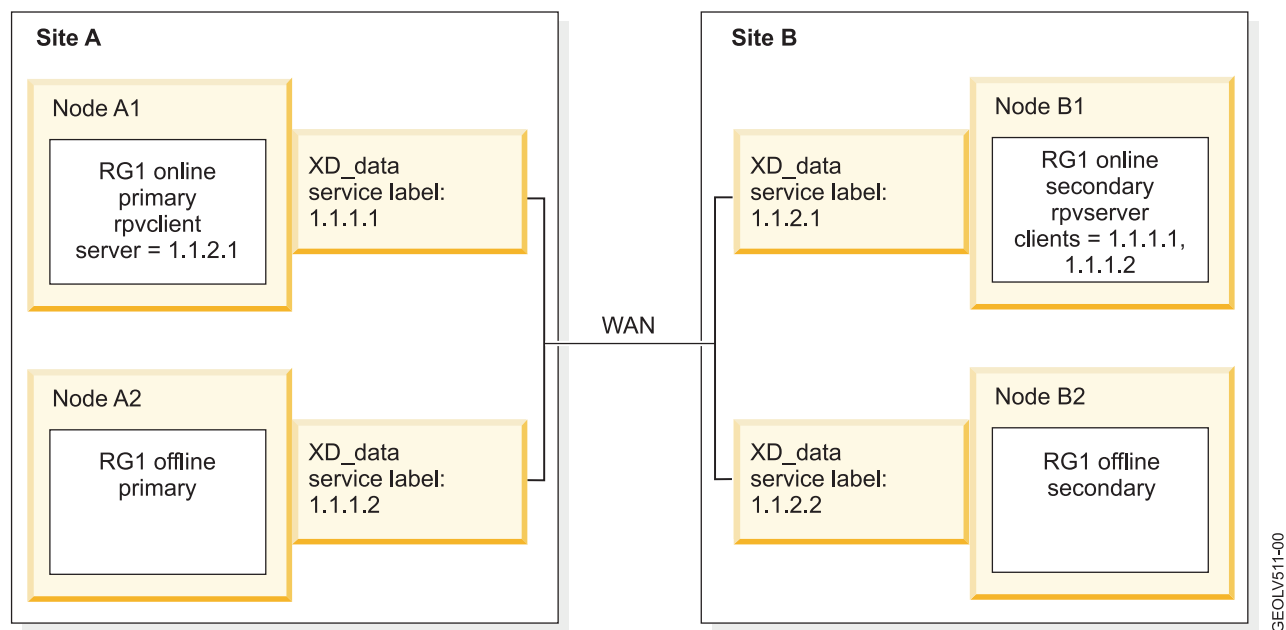 Site A
Node A1
RG1 online
primary
rpvclient
server = 1.1.2.1
XD_data
service label:
1.1.1.1
Node A2
RG1 offline
primary
XD_data
service label:
1.1.1.2
WAN
Site B
XD_data
service label:
1.1.2.1
Node B1
RG1 online
secondary
rpvserver
clients = 1.1.1.1,
1.1.1.2
XD_data
service label:
1.1.2.2
Node B2
RG1 offline
secondary
GEOLV511-00